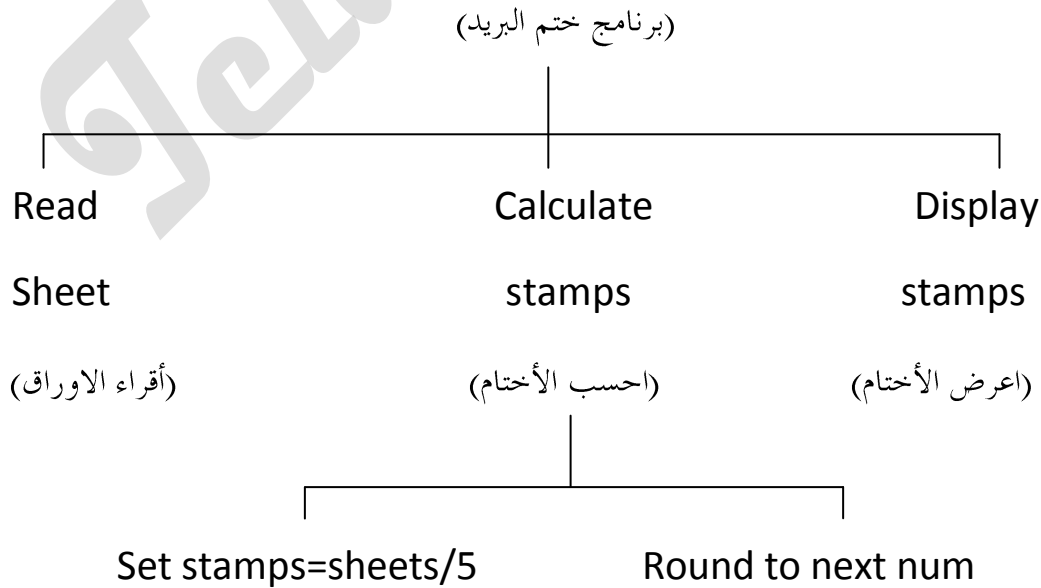 (برنامج ختم البريد)
Read Calculate Display
Sheet stamps stamps
(أقراء الاوراق) (احسب الأختام) (اعرض الأختام)
Set stamps=sheets/5 Round to next num